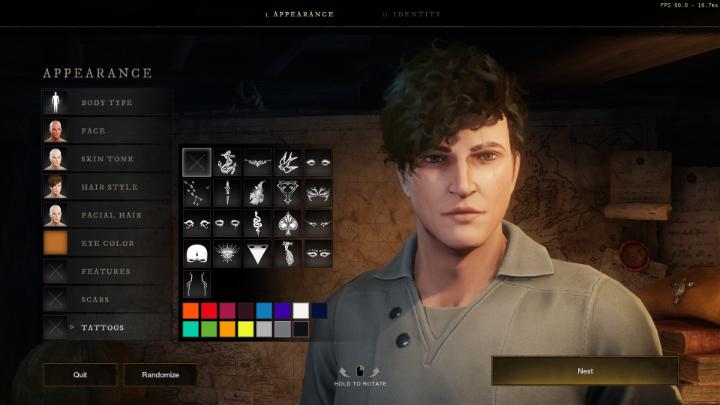 I. APPEARANCE
II. IDENTITY
FPS 60.0 - 16.7ms
APPEARANCE
BODY TYPE
FACE
SKIN TONE
HAIR STYLE
FACIAL HAIR
EYE COLOR
FEATURES
SCARS
TATTOOS
Quit
Randomize
HOLD TO ROTATE
Next